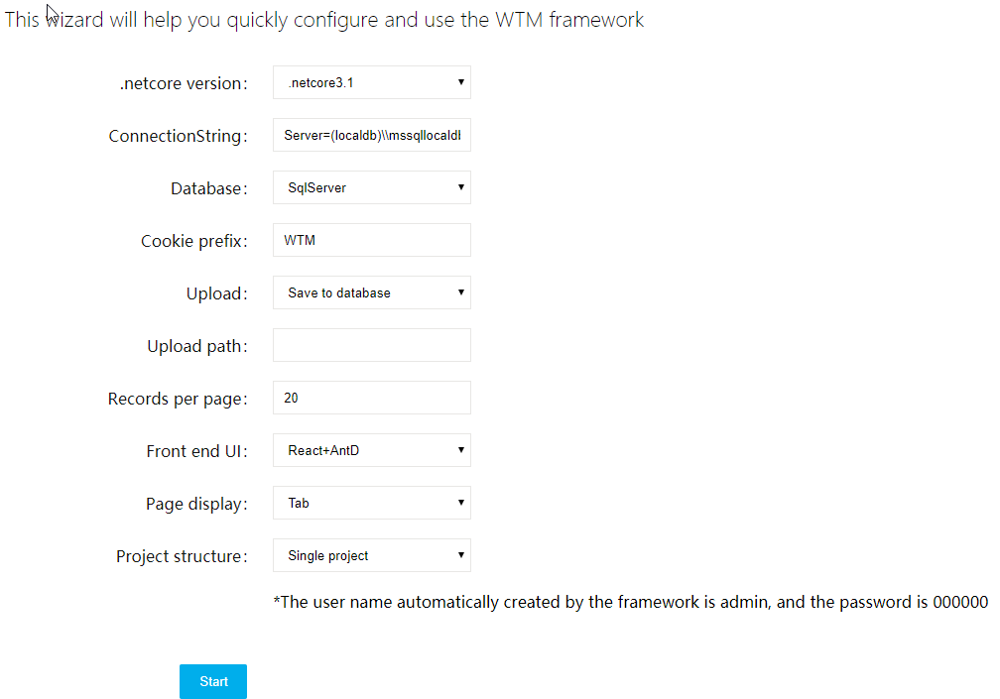 This wizard will help you quickly configure and use the WTM framework
.netcore version: .netcore3.1
ConnectionString: Server=(localdb)\\mssqllocaldl
Database: SqlServer
Cookie prefix: WTM
Upload: Save to database
Upload path:
Records per page: 20
Front end UI: React+AntD
Page display: Tab
Project structure: Single project
*The user name automatically created by the framework is admin, and the password is 000000
Start